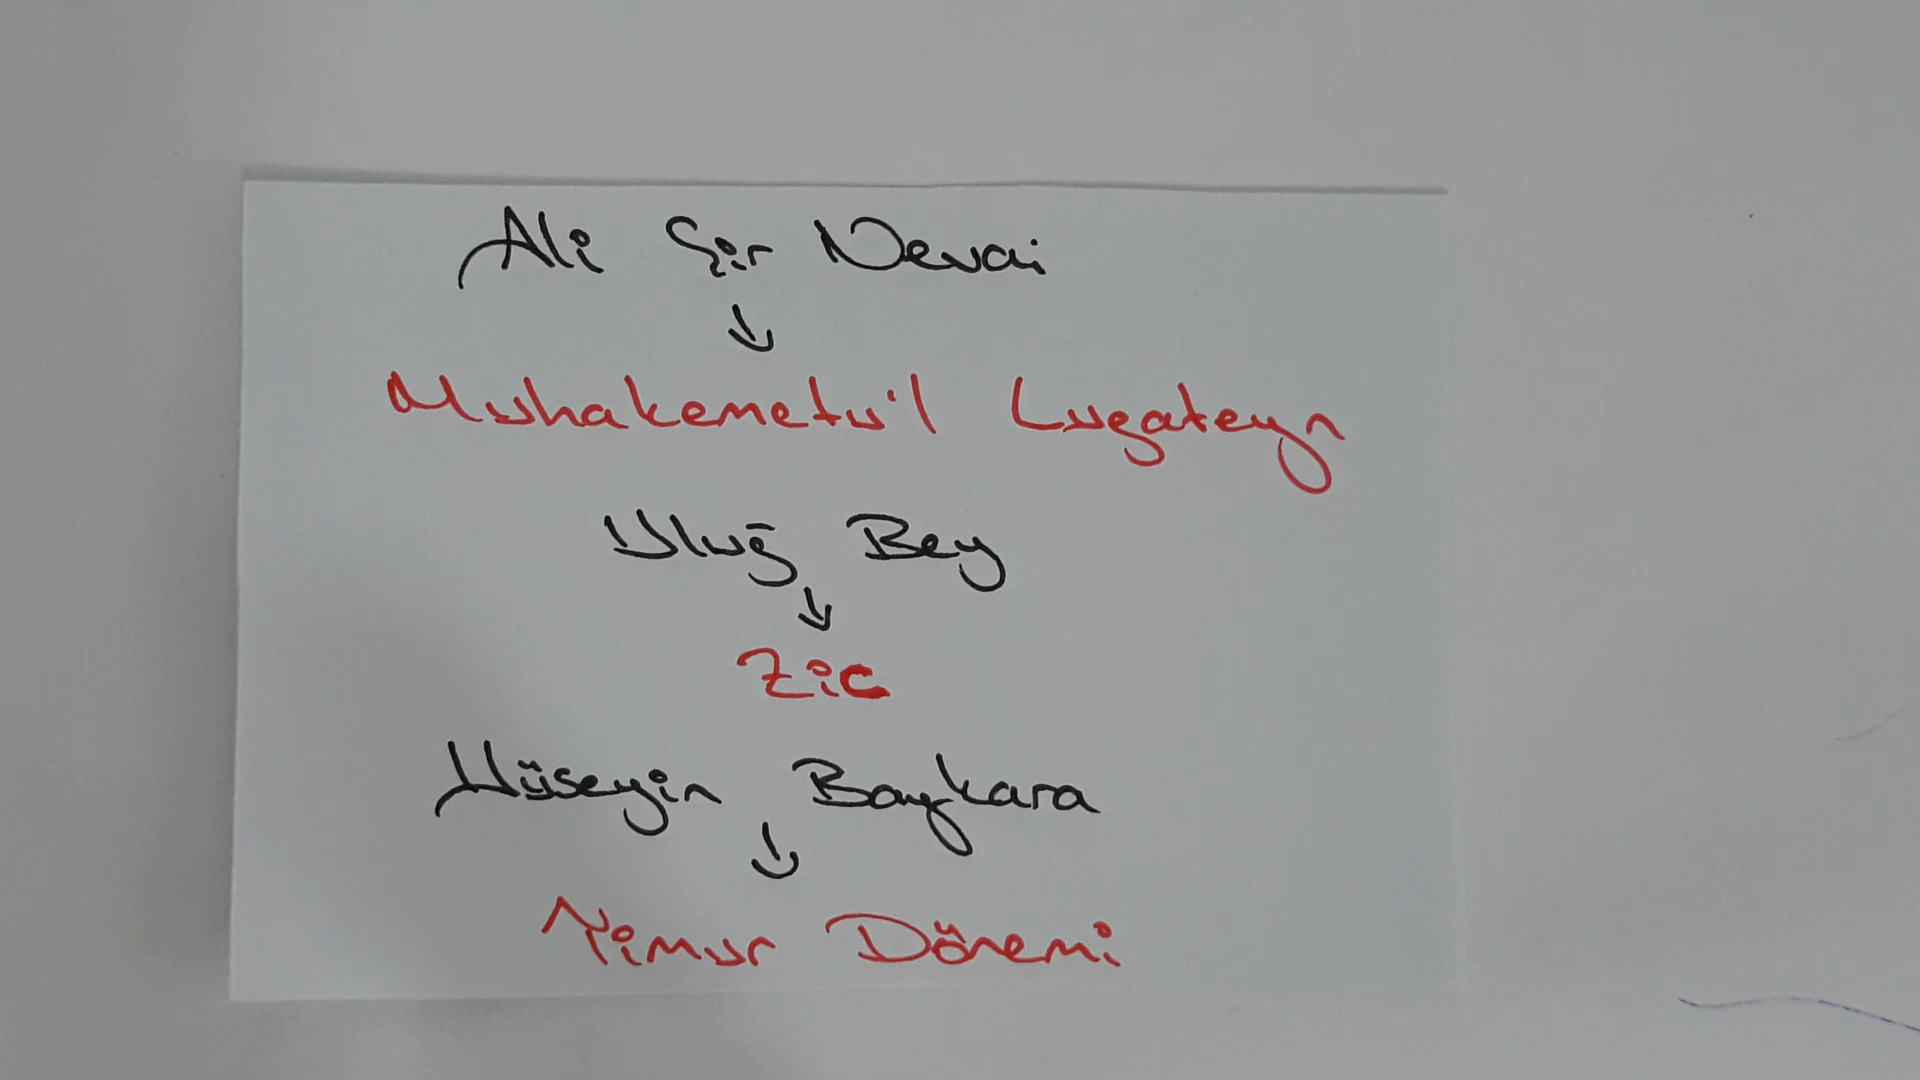 Ali Şir Nevai
↓
Muhakemetu'l Lugateyn
Uluğ Bey
↓
Zic
Hüseyin Baykara
↓
Timur Dönemi